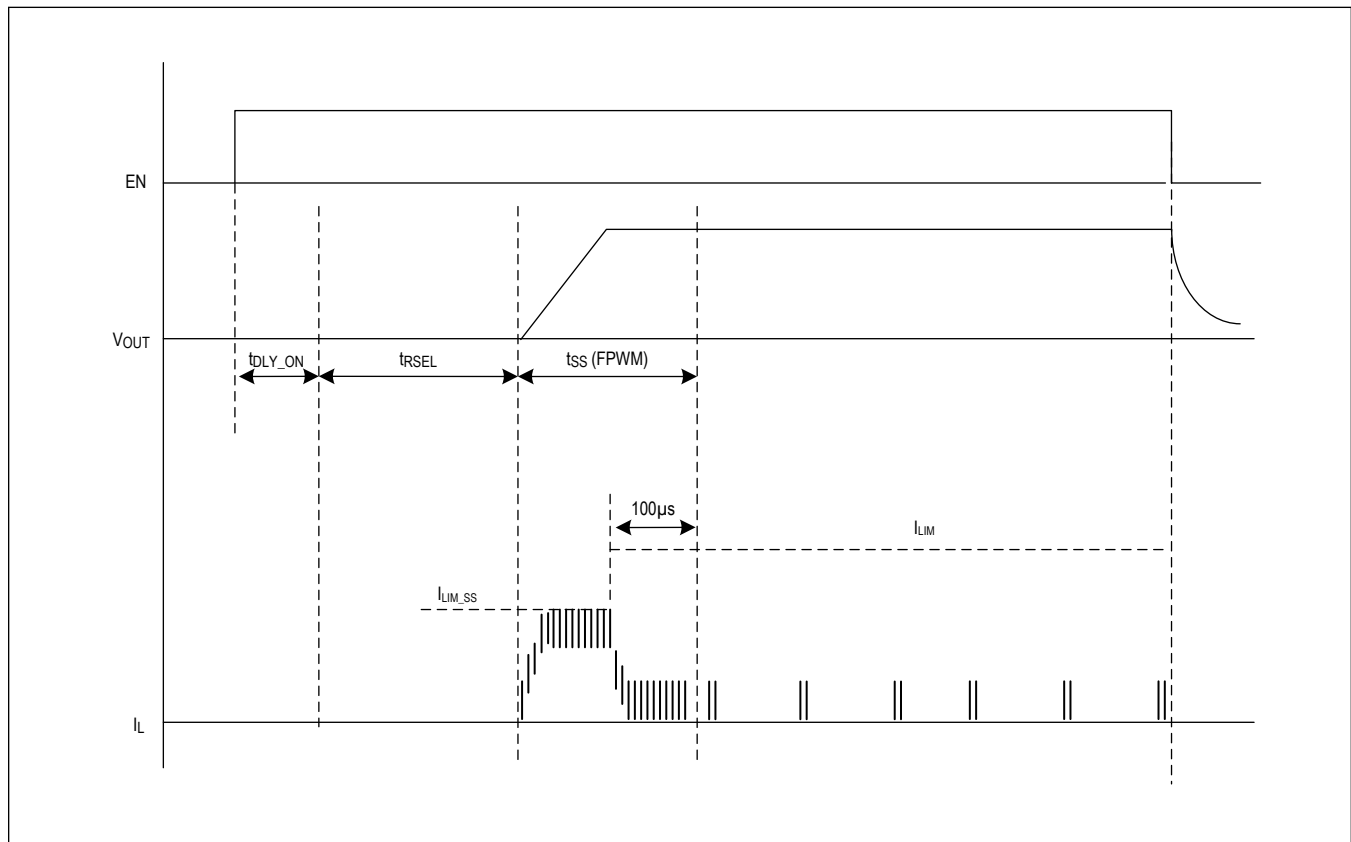 EN
VOUT
tDLY_ON
tRSEL
tSS (FPWM)
100µs
ILIM
ILIM_SS
IL